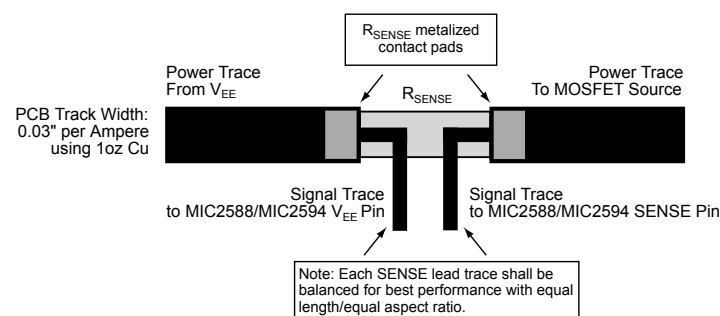 R_SENSE metalized
contact pads
Power Trace
From V_EE
R_SENSE
Power Trace
To MOSFET Source
PCB Track Width:
0.03" per Ampere
using 1oz Cu
Signal Trace
to MIC2588/MIC2594 V_EE Pin
Signal Trace
to MIC2588/MIC2594 SENSE Pin
Note: Each SENSE lead trace shall be
balanced for best performance with equal
length/equal aspect ratio.